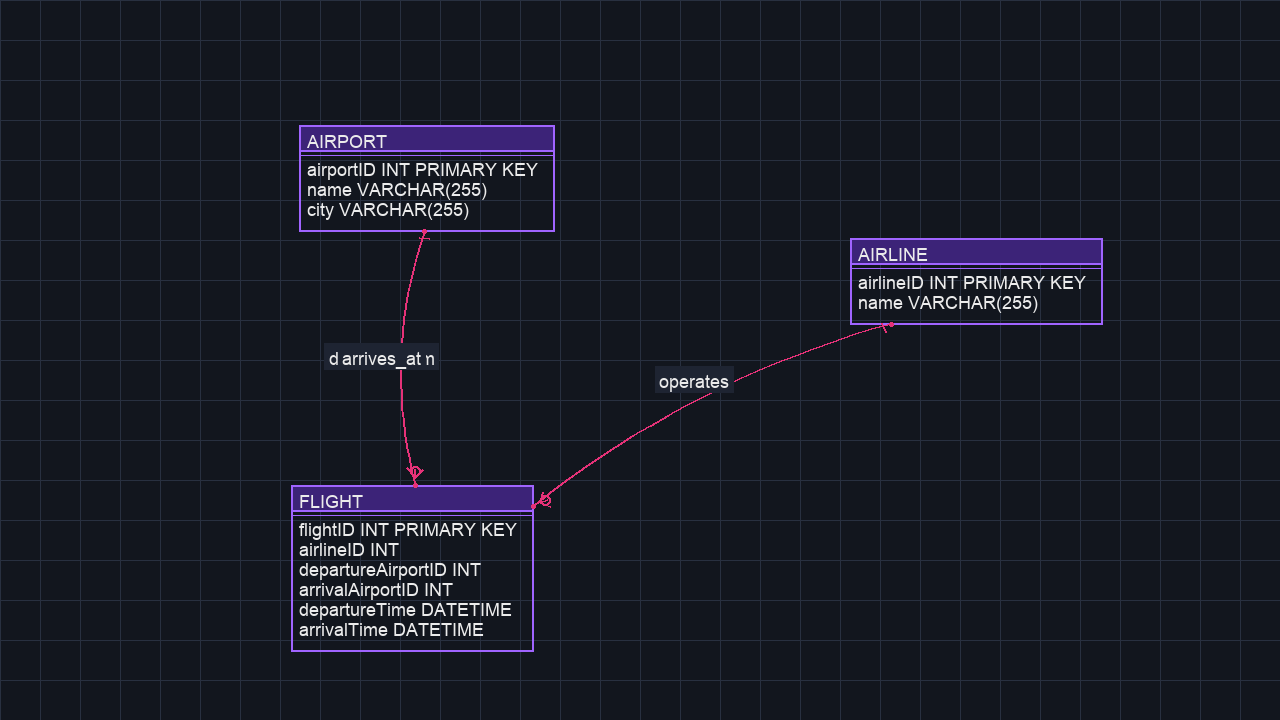 AIRPORT
airportID INT PRIMARY KEY
name VARCHAR(255)
city VARCHAR(255)
AIRLINE
airlineID INT PRIMARY KEY
name VARCHAR(255)
arrives_at
operates
FLIGHT
flightID INT PRIMARY KEY
airlineID INT
departureAirportID INT
arrivalAirportID INT
departureTime DATETIME
arrivalTime DATETIME